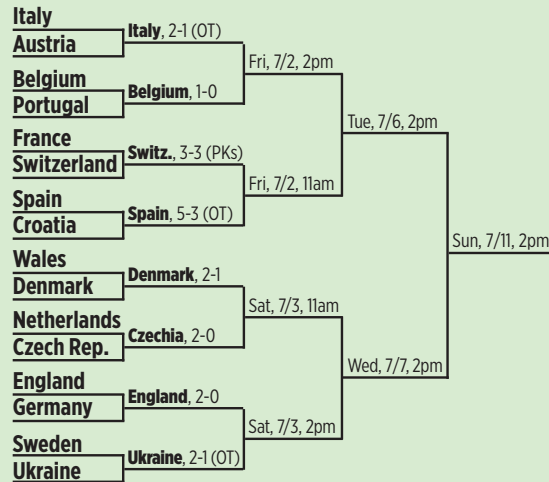 Italy
Austria
Italy, 2-1 (OT)
Fri, 7/2, 2pm
Belgium
Portugal
Belgium, 1-0
Tue, 7/6, 2pm
France
Switzerland
Switz., 3-3 (PKs)
Fri, 7/2, 11am
Spain
Croatia
Spain, 5-3 (OT)
Sun, 7/11, 2pm
Wales
Denmark
Denmark, 2-1
Sat, 7/3, 11am
Netherlands
Czech Rep.
Czechia, 2-0
Wed, 7/7, 2pm
England
Germany
England, 2-0
Sat, 7/3, 2pm
Sweden
Ukraine
Ukraine, 2-1 (OT)